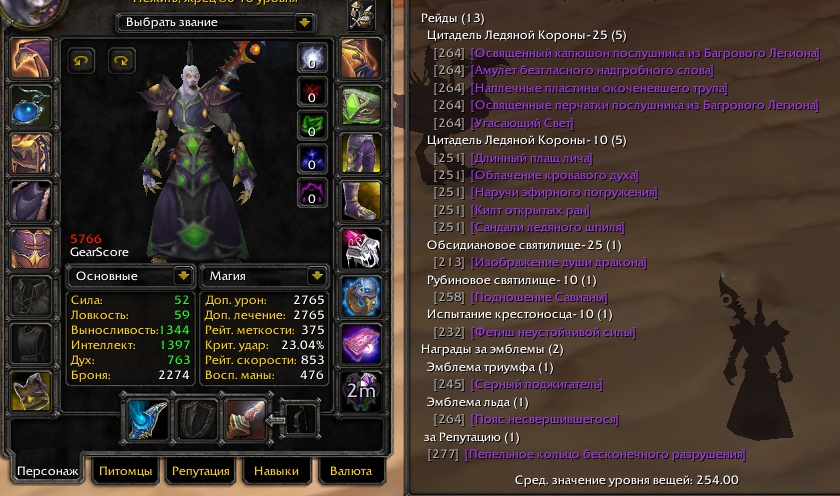 Нежить, жрец 80-го уровня
Выбрать звание
0
0
0
0
0
5766
GearScore
Основные
Магия
Сила: 52
Ловкость: 59
Выносливость: 1344
Интеллект: 1397
Дух: 763
Броня: 2274
Доп. урон: 2765
Доп. лечение: 2765
Рейт. меткости: 375
Крит. удар: 23.04%
Рейт. скорости: 853
Восп. маны: 476
2m
Персонаж
Питомцы
Репутация
Навыки
Валюта
Рейды (13)
Цитадель Ледяной Короны-25 (5)
[264] [Освященный капюшон послушника из Багрового Легиона]
[264] [Амулет безгласного надгробного слова]
[264] [Наплечные пластины окоченевшего трупа]
[264] [Освященные перчатки послушника из Багрового Легиона]
[264] [Угасающий Свет]
Цитадель Ледяной Короны-10 (5)
[251] [Длинный плащ лича]
[251] [Облачение кровавого духа]
[251] [Наручи эфирного погружения]
[251] [Килт открытых ран]
[251] [Сандали ледяного шпиля]
Обсидиановое святилище-25 (1)
[213] [Изображение души дракона]
Рубиновое святилище-10 (1)
[258] [Подношение Савианы]
Испытание крестоносца-10 (1)
[232] [Фетиш неустойчивой силы]
Награды за эмблемы (2)
Эмблема триумфа (1)
[245] [Серный поджигатель]
Эмблема льда (1)
[264] [Пояс несвершившегося]
за Репутацию (1)
[277] [Пепельное кольцо бесконечного разрушения]
Сред. значение уровня вещей: 254.00